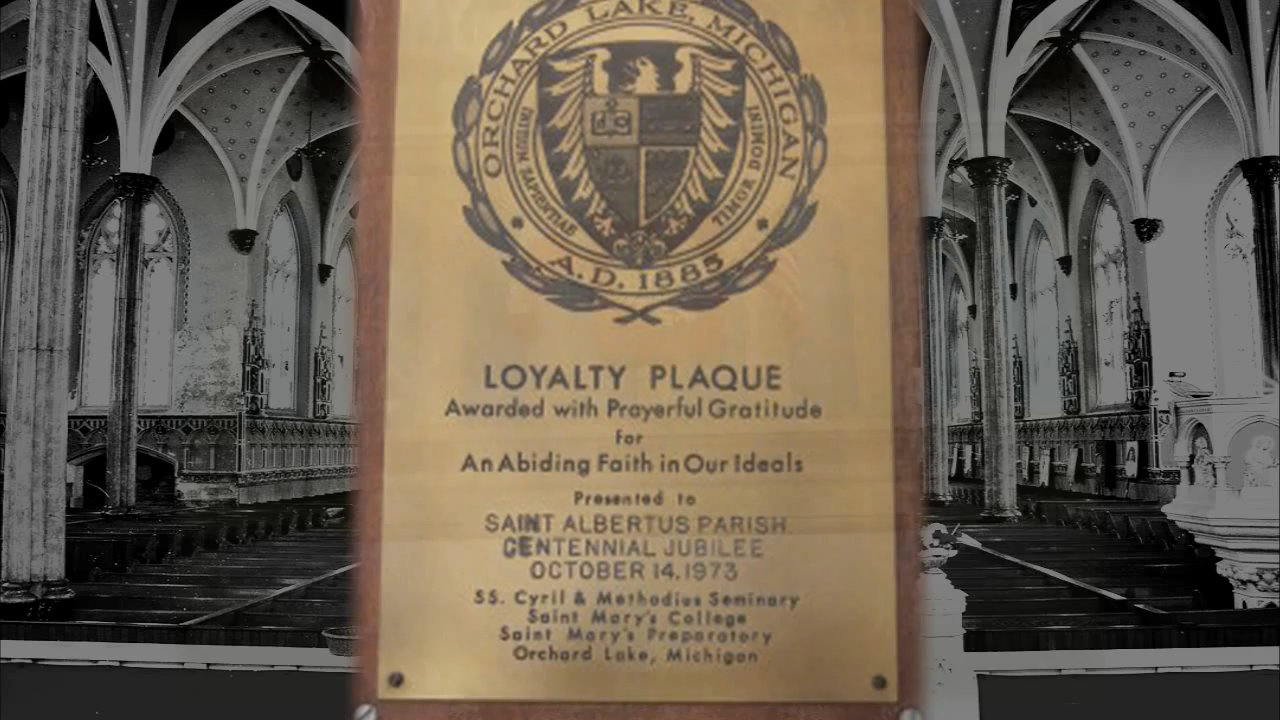 ORCHARD LAKE, MICHIGAN
INITIUM SAPIENTIAE
TIMOR DOMINI
A.D. 1885
LOYALTY PLAQUE
Awarded with Prayerful Gratitude
for
An Abiding Faith in Our Ideals
Presented to
SAINT ALBERTUS PARISH
CENTENNIAL JUBILEE
OCTOBER 14, 1973
SS. Cyril & Methodius Seminary
Saint Mary's College
Saint Mary's Preparatory
Orchard Lake, Michigan